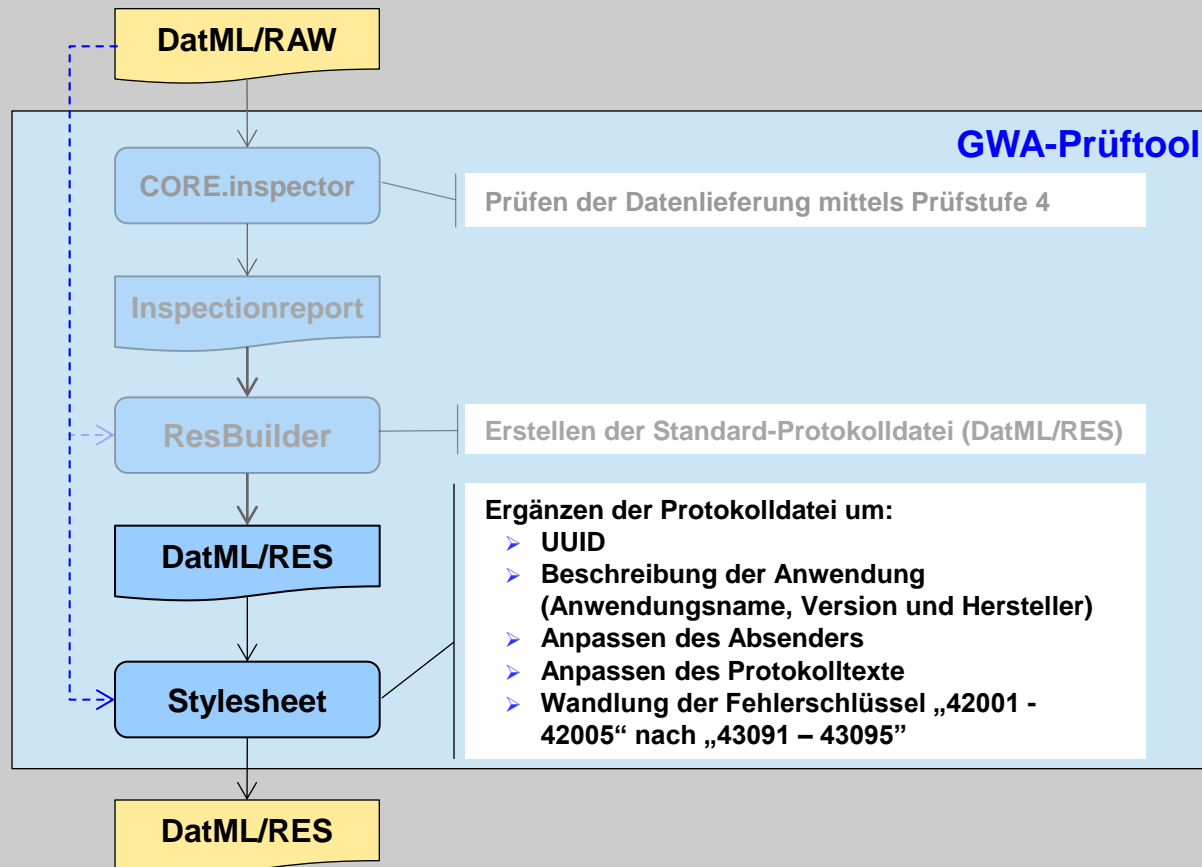 DatML/RAW
GWA-Prüftool
CORE.inspector
Prüfen der Datenlieferung mittels Prüfstufe 4
Inspectionreport
ResBuilder
Erstellen der Standard-Protokolldatei (DatML/RES)
DatML/RES
Ergänzen der Protokolldatei um:
UUID
Beschreibung der Anwendung
(Anwendungsname, Version und Hersteller)
Anpassen des Absenders
Anpassen des Protokolltexte
Wandlung der Fehlerschlüssel „42001 -
42005“ nach „43091 – 43095”
Stylesheet
DatML/RES